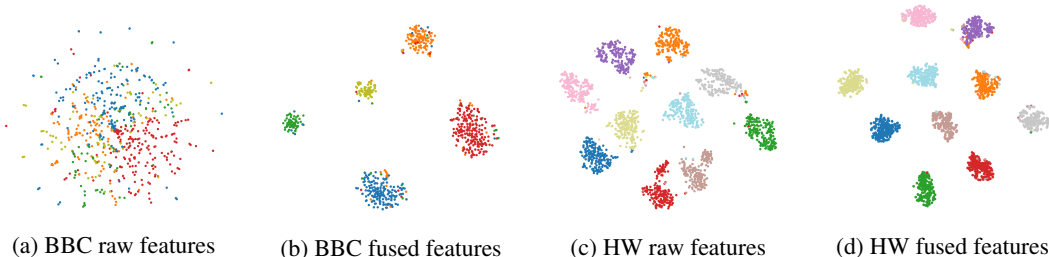 (a) BBC raw features
(b) BBC fused features
(c) HW raw features
(d) HW fused features